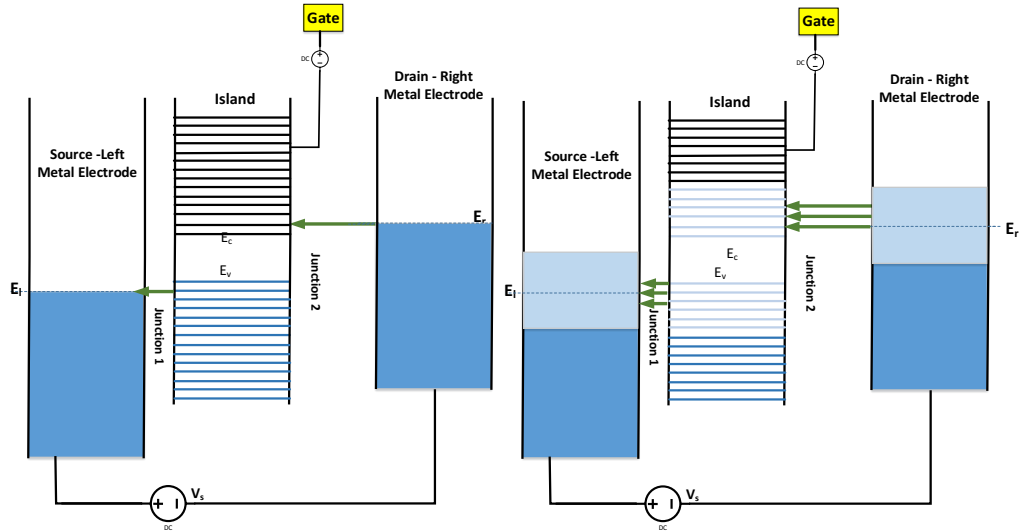 Gate
DC
+
−
Drain - Right
Metal Electrode
Island
Source -Left
Metal Electrode
Er
Ec
Ev
El
Junction 2
Junction 1
+
−
Vs
DC
Gate
DC
+
−
Drain - Right
Metal Electrode
Island
Source -Left
Metal Electrode
Er
Ec
Ev
El
Junction 2
Junction 1
+
−
Vs
DC